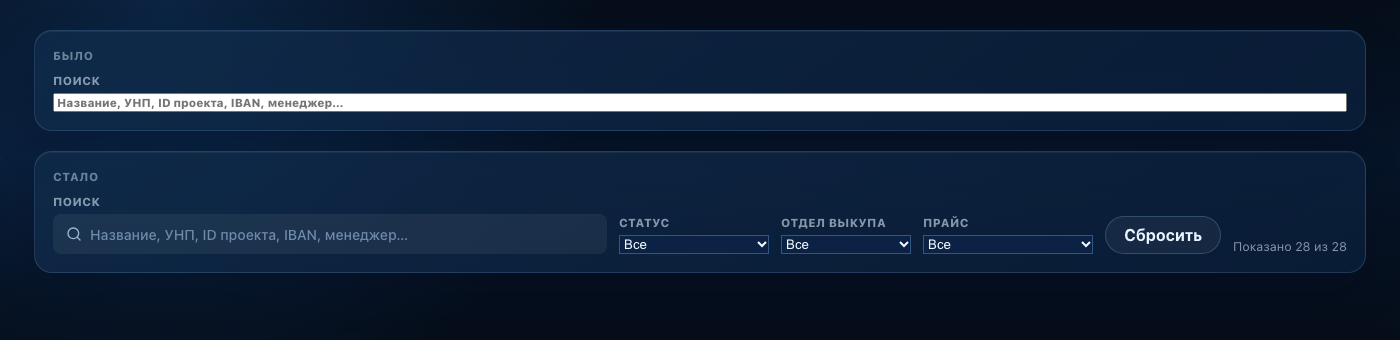 БЫЛО
ПОИСК
Название, УНП, ID проекта, IBAN, менеджер...
СТАЛО
ПОИСК
Название, УНП, ID проекта, IBAN, менеджер...
СТАТУС
Все
ОТДЕЛ ВЫКУПА
Все
ПРАЙС
Все
Сбросить
Показано 28 из 28